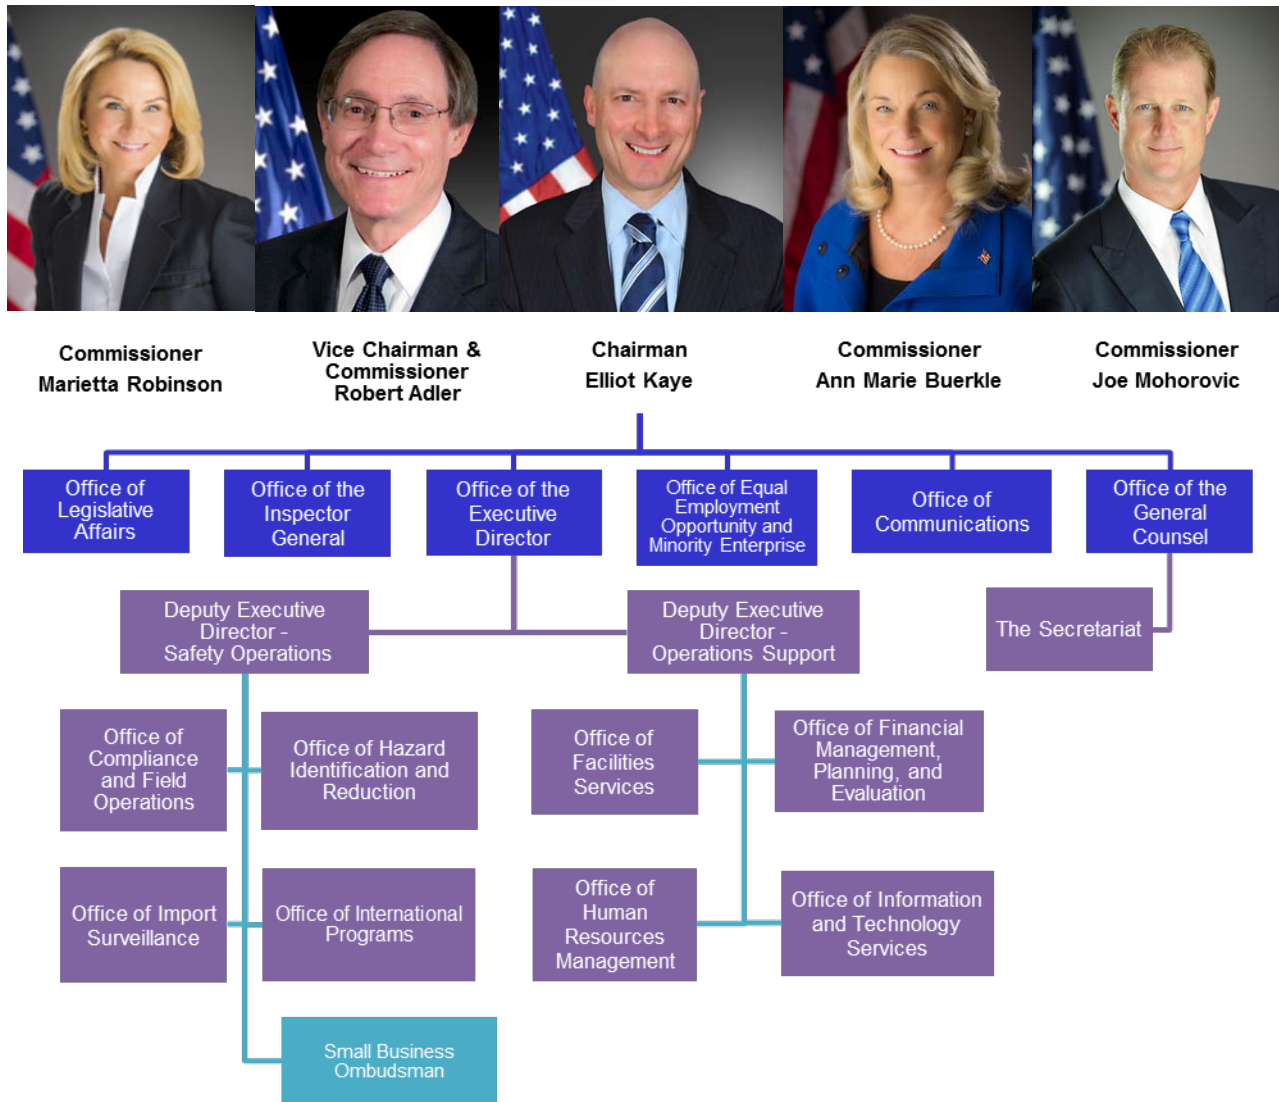 Commissioner
Marietta Robinson
Vice Chairman &
Commissioner
Robert Adler
Chairman
Elliot Kaye
Commissioner
Ann Marie Buerkle
Commissioner
Joe Mohorovic
Office of
Legislative
Affairs
Office of the
Inspector
General
Office of the
Executive
Director
Office of Equal
Employment
Opportunity and
Minority Enterprise
Office of
Communications
Office of the
General
Counsel
Deputy Executive
Director -
Safety Operations
Deputy Executive
Director -
Operations Support
The Secretariat
Office of
Compliance
and Field
Operations
Office of Hazard
Identification and
Reduction
Office of
Facilities
Services
Office of Financial
Management,
Planning, and
Evaluation
Office of Import
Surveillance
Office of International
Programs
Office of
Human
Resources
Management
Office of Information
and Technology
Services
Small Business
Ombudsman